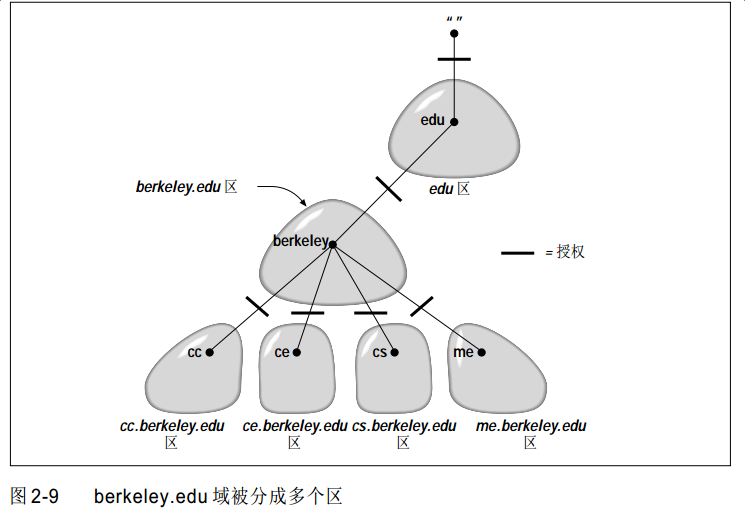 “ ”
edu
edu 区
berkeley.edu 区
berkeley
= 授权
cc
ce
cs
me
cc.berkeley.edu
区
ce.berkeley.edu
区
cs.berkeley.edu
区
me.berkeley.edu
区
图 2-9 berkeley.edu 域被分成多个区